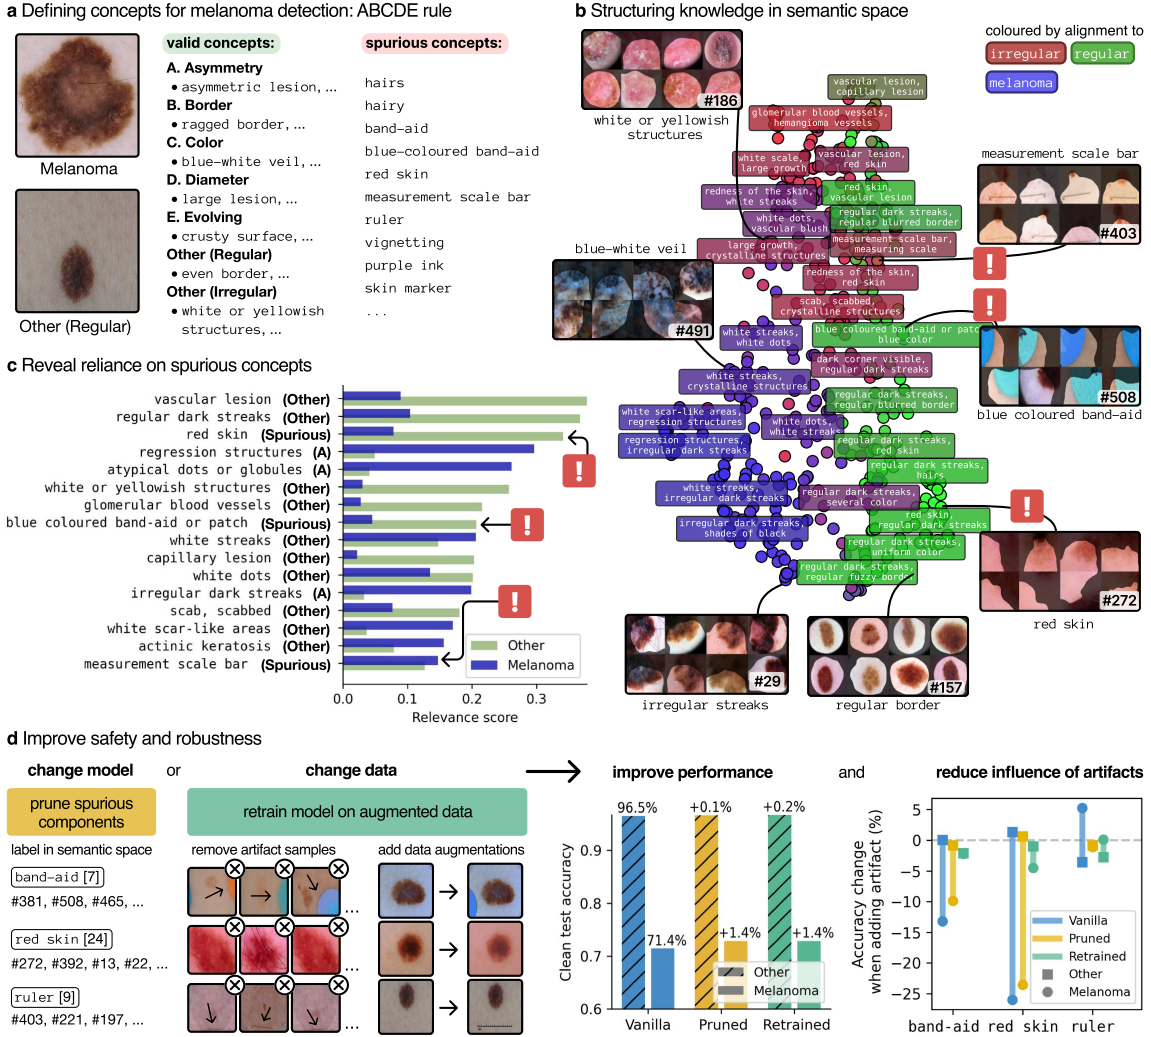 a Defining concepts for melanoma detection: ABCDE rule
Melanoma
Other (Regular)
valid concepts:
A. Asymmetry
• asymmetric lesion, ...
B. Border
• ragged border, ...
C. Color
• blue-white veil, ...
D. Diameter
• large lesion, ...
E. Evolving
• crusty surface, ...
Other (Regular)
• even border, ...
Other (Irregular)
• white or yellowish
structures, ...
spurious concepts:
hairs
hairy
band-aid
blue-coloured band-aid
red skin
measurement scale bar
ruler
vignetting
purple ink
skin marker
...
b Structuring knowledge in semantic space
coloured by alignment to
irregular
regular
melanoma
#186
white or yellowish
structures
blue-white veil
#491
measurement scale bar
#403
!
!
#508
blue coloured band-aid
!
#272
red skin
#29
irregular streaks
#157
regular border
vascular lesion,
capillary lesion
glomerular blood vessels,
hemangioma vessels
white scale,
large growth
vascular lesion,
red skin
redness of the skin,
white streaks
red skin,
vascular lesion
white dots,
vascular blush
regular dark streaks,
regular blurred border
large growth,
crystalline structures
measurement scale bar,
measuring scale
redness of the skin,
red skin
scab, scabbed,
crystalline structures
white streaks,
white dots
blue coloured band-aid or patch
blue color
dark corner visible,
regular dark streaks
white streaks,
crystalline structures
regular dark streaks,
regular blurred border
white scar-like areas,
regression structures
white dots,
white streaks
regression structures,
irregular dark streaks
regular dark streaks,
red skin
regular dark streaks,
hairs
white streaks,
irregular dark streaks
regular dark streaks,
several color
red skin,
regular dark streaks
irregular dark streaks,
shades of black
regular dark streaks,
uniform color
regular dark streaks,
regular fuzzy border
c Reveal reliance on spurious concepts
vascular lesion (Other)
regular dark streaks (Other)
red skin (Spurious)
regression structures (A)
atypical dots or globules (A)
white or yellowish structures (Other)
glomerular blood vessels (Other)
blue coloured band-aid or patch (Spurious)
white streaks (Other)
capillary lesion (Other)
white dots (Other)
irregular dark streaks (A)
scab, scabbed (Other)
white scar-like areas (Other)
actinic keratosis (Other)
measurement scale bar (Spurious)
!
!
!
Other
Melanoma
0.0 0.1 0.2 0.3
Relevance score
d Improve safety and robustness
change model or change data
improve performance and reduce influence of artifacts
prune spurious
components
label in semantic space
band-aid [7]
#381, #508, #465, ...
red skin [24]
#272, #392, #13, #22, ...
ruler [9]
#403, #221, #197, ...
retrain model on augmented data
remove artifact samples
add data augmentations
...
...
...
Clean test accuracy
0.9
0.8
0.7
0.6
96.5%
71.4%
+0.1%
+1.4%
+0.2%
+1.4%
Other
Melanoma
Vanilla Pruned Retrained
Accuracy change
when adding artifact (%)
5
0
−5
−10
−15
−20
−25
Vanilla
Pruned
Retrained
Other
Melanoma
band-aid red skin ruler